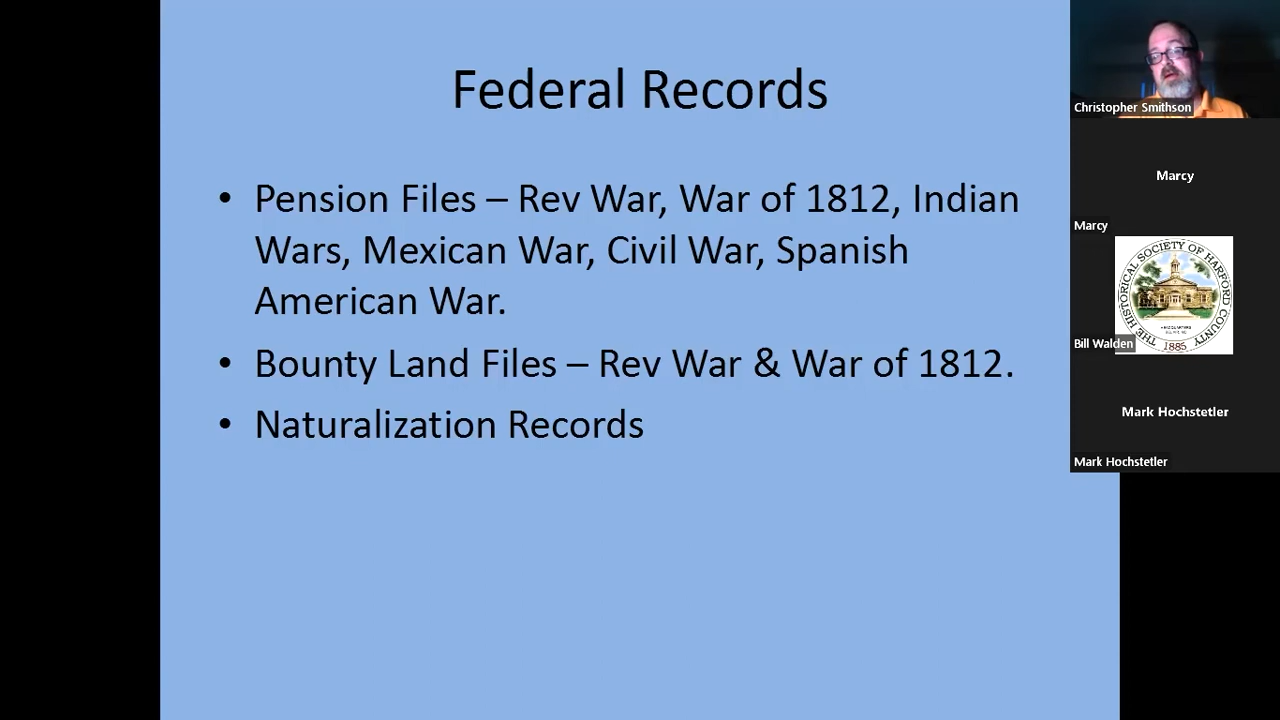 Federal Records
• Pension Files – Rev War, War of 1812, Indian
Wars, Mexican War, Civil War, Spanish
American War.
• Bounty Land Files – Rev War & War of 1812.
• Naturalization Records
Christopher Smithson
Marcy
Marcy
THE HISTORICAL SOCIETY OF HARFORD COUNTY
HEADQUARTERS
1885
Bill Walden
Mark Hochstetler
Mark Hochstetler